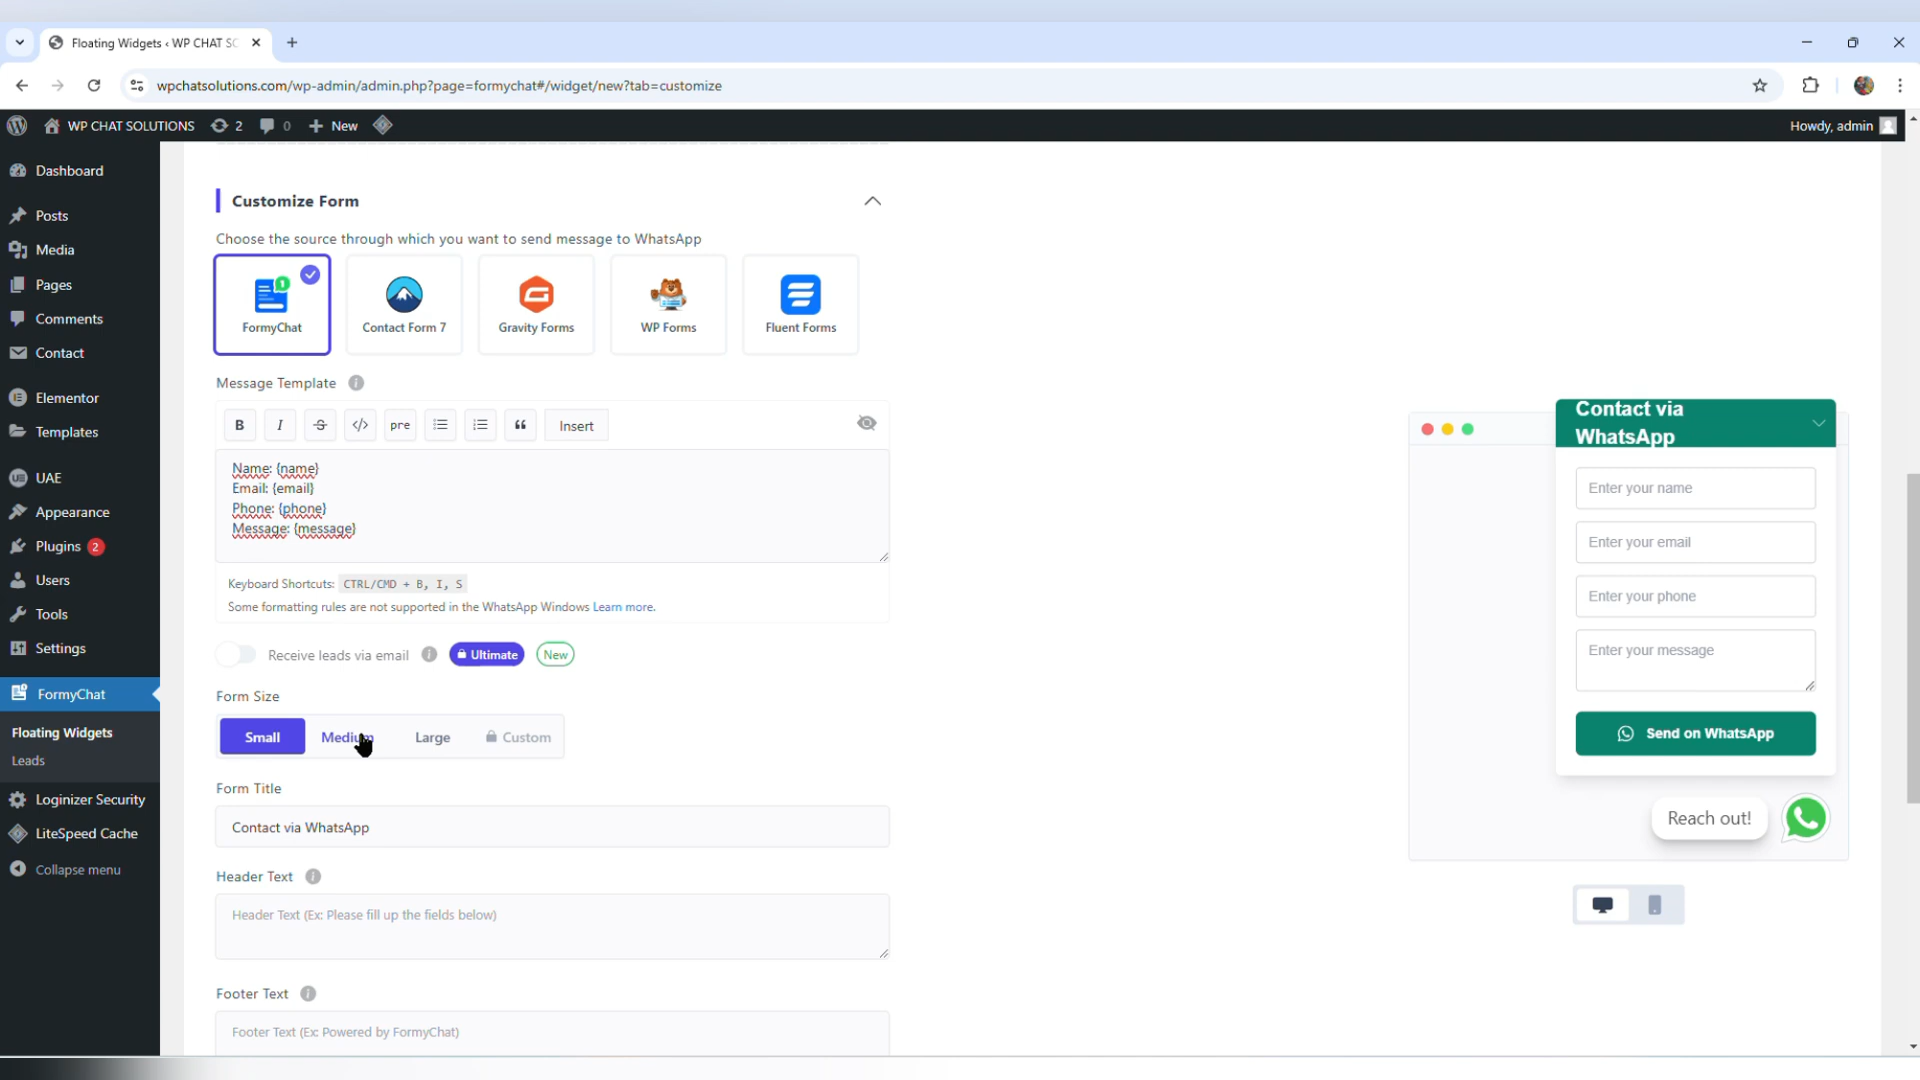 Floating Widgets ‹ WP CHAT SO
wpchatsolutions.com/wp-admin/admin.php?page=formychat#/widget/new?tab=customize
WP CHAT SOLUTIONS
2
0
New
Howdy, admin
Dashboard
Posts
Media
Pages
Comments
Contact
Elementor
Templates
UAE
Appearance
Plugins 2
Users
Tools
Settings
FormyChat
Floating Widgets
Leads
Loginizer Security
LiteSpeed Cache
Collapse menu
Customize Form
Choose the source through which you want to send message to WhatsApp
FormyChat
Contact Form 7
Gravity Forms
WP Forms
Fluent Forms
Message Template
B
I
S
</>
pre
Insert
Name: {name}
Email: {email}
Phone: {phone}
Message: {message}
Keyboard Shortcuts: CTRL/CMD + B, I, S
Some formatting rules are not supported in the WhatsApp Windows Learn more.
Receive leads via email
Ultimate
New
Form Size
Small
Medium
Large
Custom
Form Title
Contact via WhatsApp
Header Text
Header Text (Ex: Please fill up the fields below)
Footer Text
Footer Text (Ex: Powered by FormyChat)
Contact via
WhatsApp
Enter your name
Enter your email
Enter your phone
Enter your message
Send on WhatsApp
Reach out!